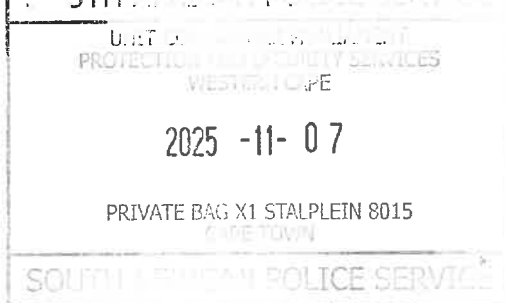 PROTECTION AND SECURITY SERVICES
WESTERN CAPE
2025 -11- 07
PRIVATE BAG X1 STALPLEIN 8015
CAPE TOWN
SOUTH AFRICAN POLICE SERVICE